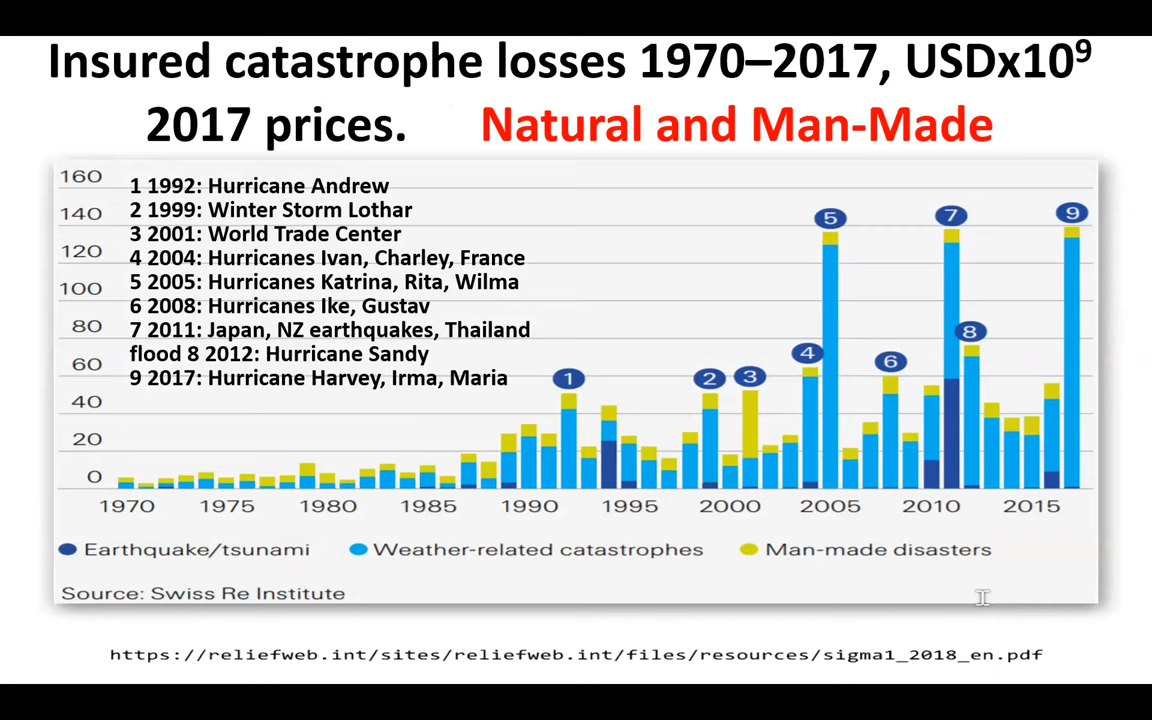 Insured catastrophe losses 1970–2017, USDx10⁹
2017 prices. Natural and Man-Made
160
140
120
100
80
60
40
20
0
1 1992: Hurricane Andrew
2 1999: Winter Storm Lothar
3 2001: World Trade Center
4 2004: Hurricanes Ivan, Charley, France
5 2005: Hurricanes Katrina, Rita, Wilma
6 2008: Hurricanes Ike, Gustav
7 2011: Japan, NZ earthquakes, Thailand
flood 8 2012: Hurricane Sandy
9 2017: Hurricane Harvey, Irma, Maria
1 2 3 4 5 6 7 8 9
1970 1975 1980 1985 1990 1995 2000 2005 2010 2015
Earthquake/tsunami Weather-related catastrophes Man-made disasters
Source: Swiss Re Institute
https://reliefweb.int/sites/reliefweb.int/files/resources/sigma1_2018_en.pdf